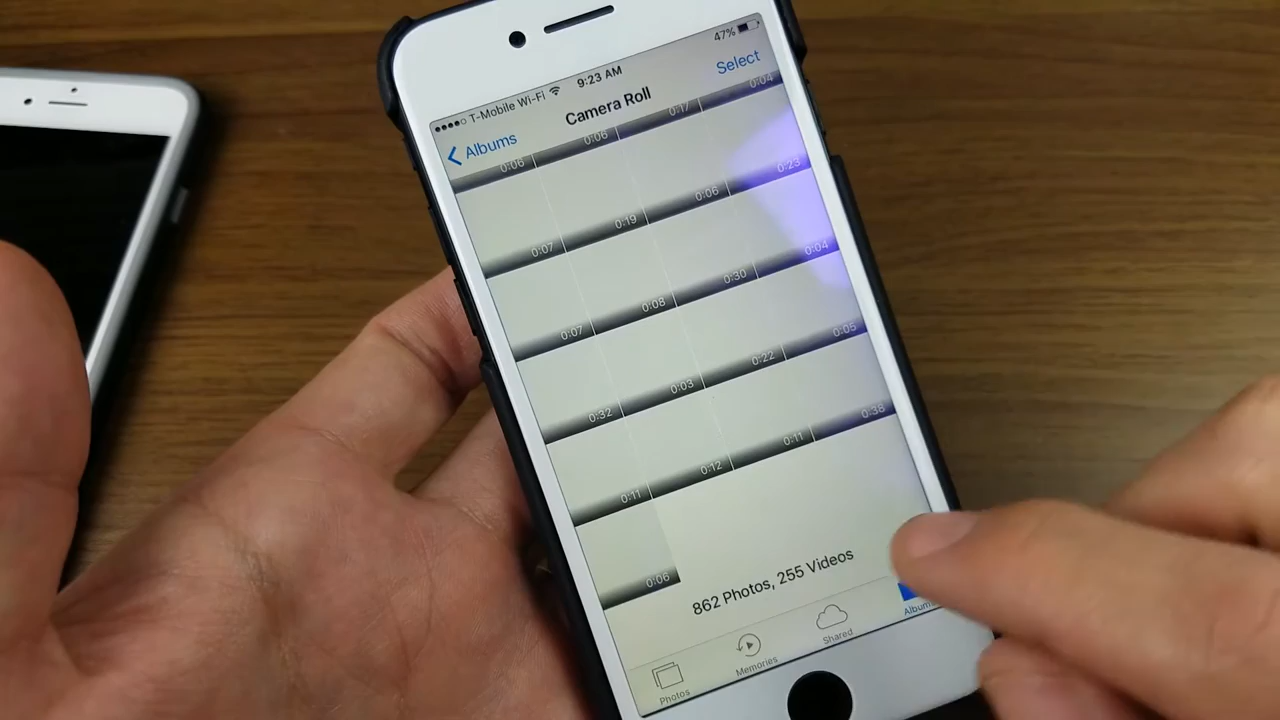 ●●●●○ T-Mobile Wi-Fi 9:23 AM 47%
Albums Camera Roll Select
0:06 0:06 0:17 0:04
0:07 0:19 0:06 0:23
0:07 0:08 0:30 0:04
0:32 0:03 0:22 0:05
0:11 0:12 0:11 0:38
0:06
862 Photos, 255 Videos
Photos Memories Shared Albums